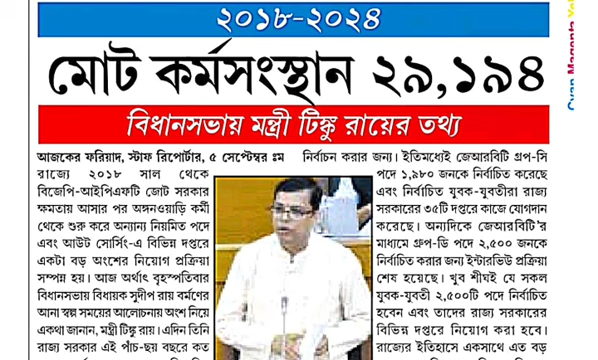 ২০১৮-২০২৪
মোট কর্মসংস্থান ২৯,১৯৪
বিধানসভায় মন্ত্রী টিঙ্কু রায়ের তথ্য
আজকের ফরিয়াদ, স্টাফ রিপোর্টার, ৫ সেপ্টেম্বর ঃম
রাজ্যে ২০১৮ সাল থেকে
বিজেপি-আইপিএফটি জোট সরকার
ক্ষমতায় আসার পর অঙ্গনওয়াড়ি কর্মী
থেকে শুরু করে অন্যান্য নিয়মিত পদে
এবং আউট সোর্সিং-এ বিভিন্ন দপ্তরে
একটা বড় অংশের নিয়োগ প্রক্রিয়া
সম্পন্ন হয়। আজ অর্থাৎ বৃহস্পতিবার
বিধানসভায় বিধায়ক সুদীপ রায় বর্মণের
আনা স্বল্প সময়ের আলোচনায় অংশ নিয়ে
একথা জানান, মন্ত্রী টিঙ্কু রায়। এদিন তিনি
রাজ্য সরকার এই পাঁচ-ছয় বছরে কত
নির্বাচন করার জন্য। ইতিমধ্যেই জেআরবিটি গ্রুপ-সি
পদে ১,৯৮০ জনকে নির্বাচিত করেছে
এবং নির্বাচিত যুবক-যুবতীরা রাজ্য
সরকারের ৩৫টি দপ্তরে কাজে যোগদান
করেছে। অন্যদিকে জেআরবিটি'র
মাধ্যমে গ্রুপ-ডি পদে ২,৫০০ জনকে
নির্বাচিত করার জন্য ইন্টারভিউ প্রক্রিয়া
শেষ হয়েছে। খুব শীঘ্রই যে সকল
যুবক-যুবতী ২,৫০০টি পদে নির্বাচিত
হবেন এবং তাদের রাজ্য সরকারের
বিভিন্ন দপ্তরে নিয়োগ করা হবে।
রাজ্যের ইতিহাসে একসাথে এত বড়
Cyan Magenta Yel